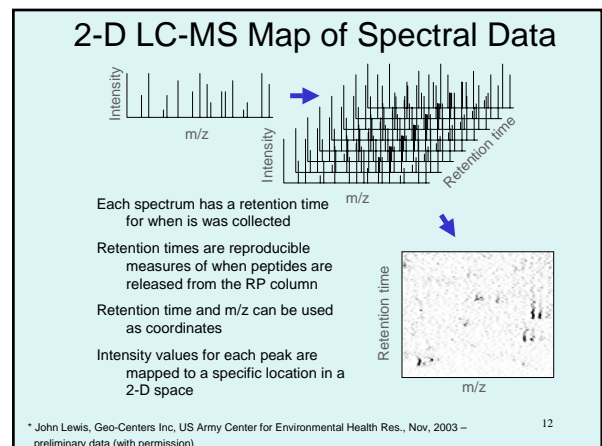 2-D LC-MS Map of Spectral Data
Intensity
m/z
Intensity
m/z
Retention time
Each spectrum has a retention time
for when is was collected
Retention times are reproducible
measures of when peptides are
released from the RP column
Retention time and m/z can be used
as coordinates
Intensity values for each peak are
mapped to a specific location in a
2-D space
Retention time
m/z
* John Lewis, Geo-Centers Inc, US Army Center for Environmental Health Res., Nov, 2003 –
preliminary data (with permission)
12